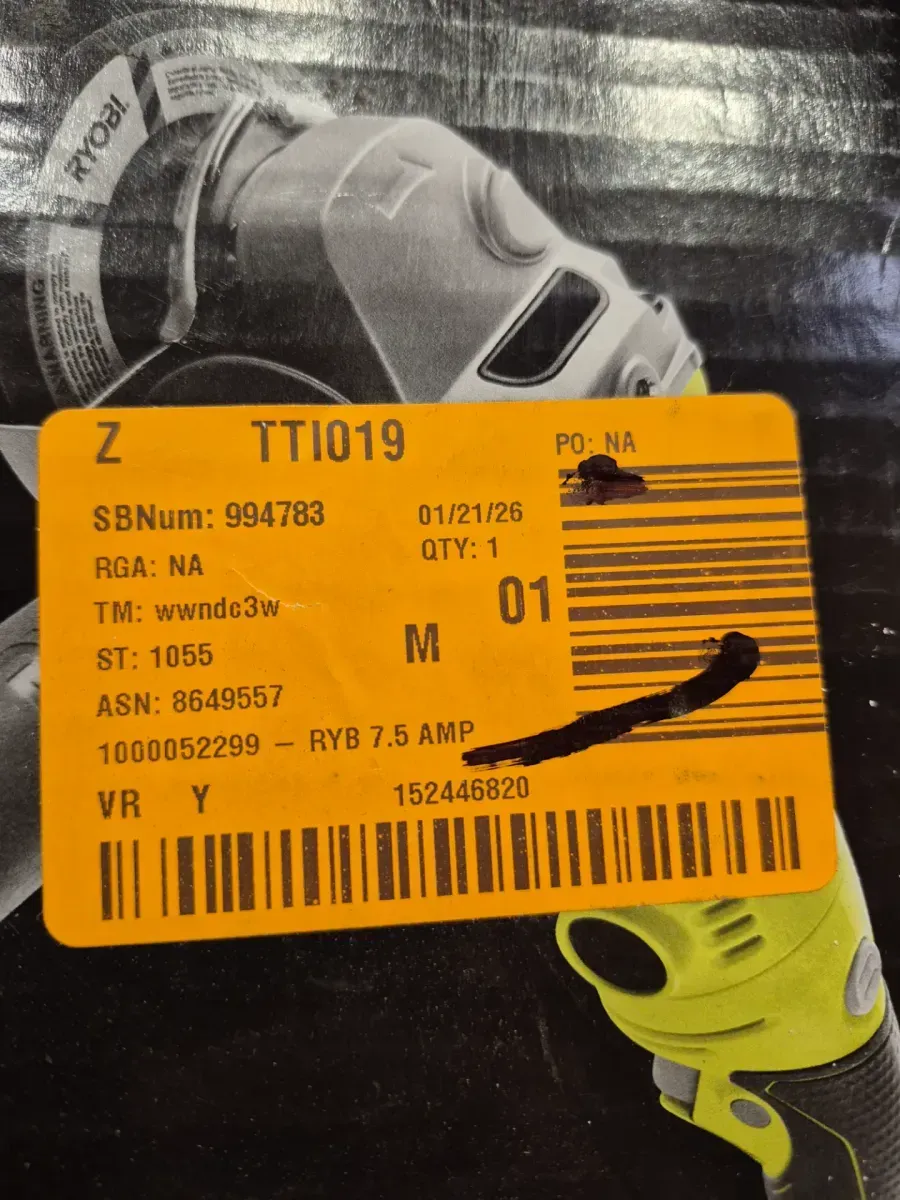 RYOBI
WARNING
Z TTI019 PO: NA
SBNum: 994783 01/21/26
RGA: NA QTY: 1
TM: wwndc3w 01
ST: 1055 M
ASN: 8649557
1000052299 – RYB 7.5 AMP
VR Y 152446820